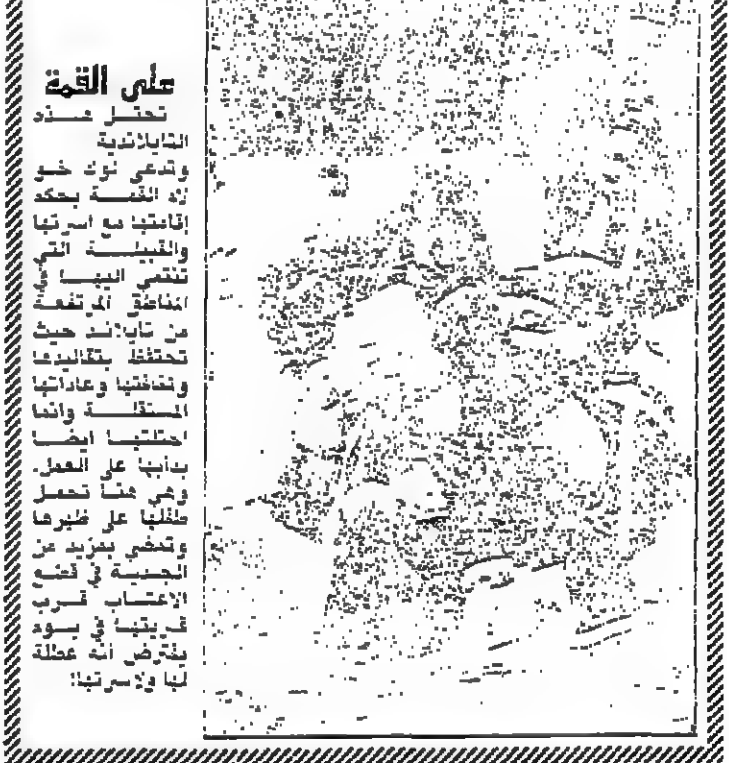 على القمة
تحتل هذه
التايلاندية
وتدعى نوك خو
لاد القمة بحكم
إقامتها مع اسرتها
والقبيلة التي
تنتمي اليها في
المناطق المرتفعة
من تايلاند حيث
تحتفظ بتقاليدها
وثقافتها وعاداتها
المستقلة وانما
احتلتها ايضا
بدأبها على العمل.
وهي هنا تحمل
طفلها على ظهرها
وتمضي بمزيد من
الجدية في قطع
الاعشاب قرب
قريتها في يوم
يفترض انه عطلة
لها ولاسرتها!